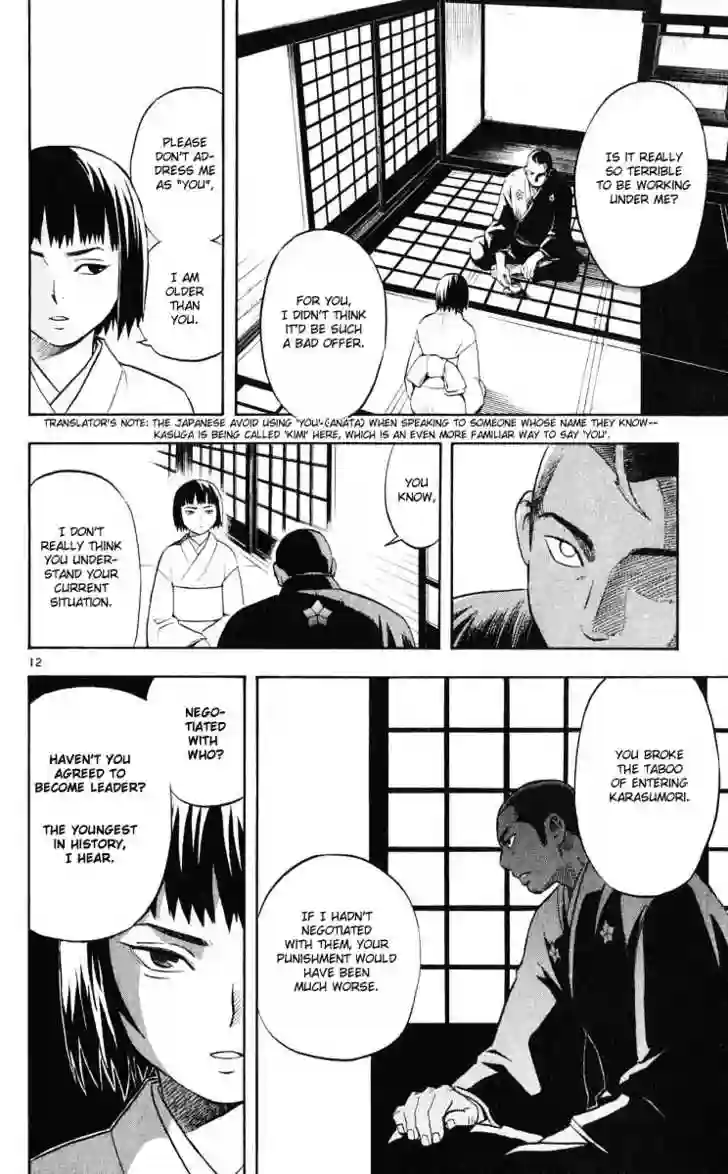 IS IT REALLY
SO TERRIBLE
TO BE WORKING
UNDER ME?
FOR YOU,
I DIDN'T THINK
IT'D BE SUCH
A BAD OFFER.
PLEASE
DON'T AD-
DRESS ME
AS "YOU",
I AM
OLDER
THAN
YOU.
TRANSLATOR'S NOTE: THE JAPANESE AVOID USING 'YOU'-(ANATA) WHEN SPEAKING TO SOMEONE WHOSE NAME THEY KNOW--
KASUGA IS BEING CALLED 'KIMI' HERE, WHICH IS AN EVEN MORE FAMILIAR WAY TO SAY 'YOU'.
YOU
KNOW,
I DON'T
REALLY THINK
YOU UNDER-
STAND YOUR
CURRENT
SITUATION.
12
YOU BROKE
THE TABOO
OF ENTERING
KARASUMORI.
IF I HADN'T
NEGOTIATED
WITH THEM, YOUR
PUNISHMENT WOULD
HAVE BEEN
MUCH WORSE.
NEGO-
TIATED
WITH
WHO?
HAVEN'T YOU
AGREED TO
BECOME LEADER?
THE YOUNGEST
IN HISTORY,
I HEAR.